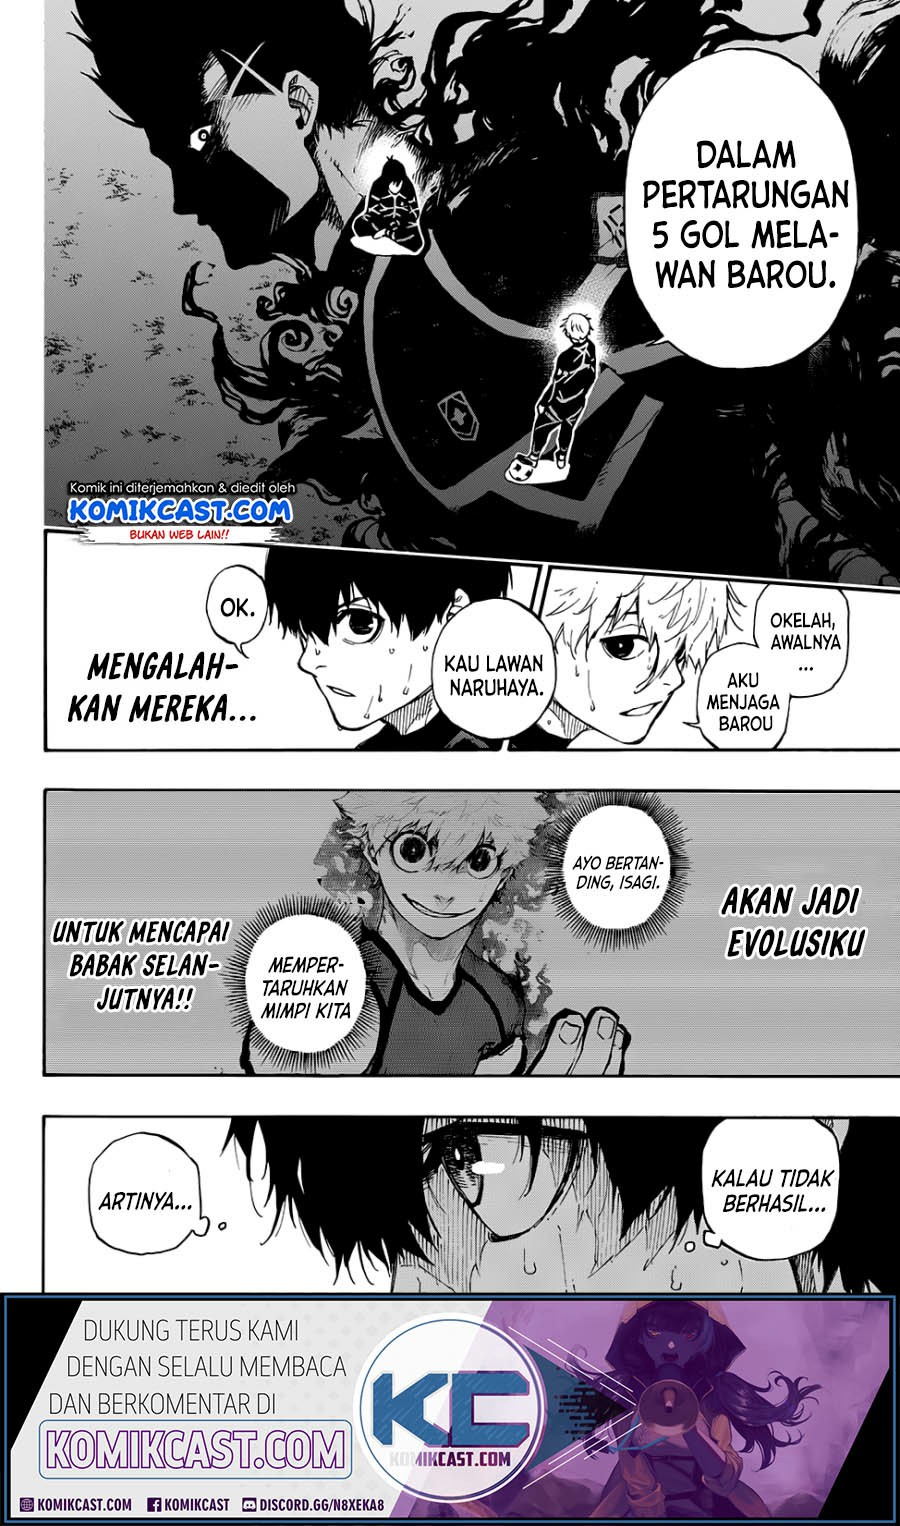 DALAM
PERTARUNGAN
5 GOL MELA-
WAN BAROU.
Komik ini diterjemahkan & diedit oleh
KOMIKCAST.COM
BUKAN WEB LAIN!!
OKELAH,
AWALNYA
...
AKU
MENJAGA
BAROU
KAU LAWAN
NARUHAYA.
OK.
MENGALAH-
KAN MEREKA...
AKAN JADI
EVOLUSIKU
AYO BERTAN-
DING, ISAGI.
MEMPER-
TARUHKAN
MIMPI KITA
UNTUK MENCAPAI
BABAK SELAN-
JUTNYA!!
KALAU TIDAK
BERHASIL...
ARTINYA...
DUKUNG TERUS KAMI
DENGAN SELALU MEMBACA
DAN BERKOMENTAR DI
KOMIKCAST.COM
KC
KOMIKCAST.COM
KOMIKCAST.COM KOMIKCAST DISCORD.GG/N8XEKA8